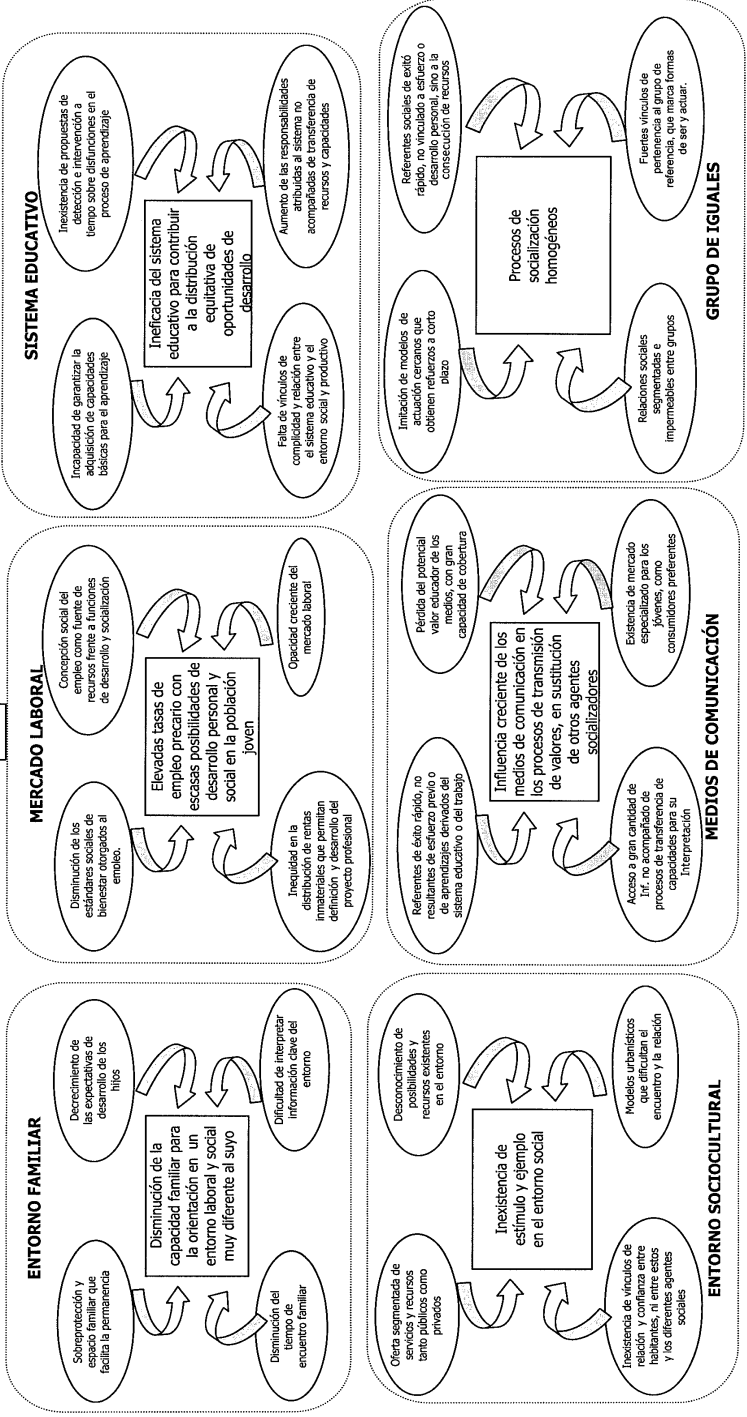 ENTORNO FAMILIAR
Sobreprotección y
espacio familiar que
facilita la permanencia
Decrecimiento de
las expectativas de
desarrollo de los
hijos
Disminución de la
capacidad familiar para
la orientación en un
entorno laboral y social
muy diferente al suyo
Disminución del
tiempo de
encuentro familiar
Dificultad de interpretar
información clave del
entorno
MERCADO LABORAL
Disminución de los
estándares sociales de
bienestar otorgados al
empleo.
Concepción social del
empleo como fuente de
recursos frente a funciones
de desarrollo y socialización
Elevadas tasas de
empleo precario con
escasas posibilidades de
desarrollo personal y
social en la población
joven
Inequidad en la
distribución de rentas
inmateriales que permitan
definición y desarrollo del
proyecto profesional
Opacidad creciente del
mercado laboral
SISTEMA EDUCATIVO
Incapacidad de garantizar la
adquisición de capacidades
básicas para el aprendizaje
Inexistencia de propuestas de
detección e intervención a
tiempo sobre disfunciones en el
proceso de aprendizaje
Ineficacia del sistema
educativo para contribuir
a la distribución
equitativa de
oportunidades de
desarrollo
Falta de vínculos de
complicidad y relación entre
el sistema educativo y el
entorno social y productivo
Aumento de las responsabilidades
atribuidas al sistema no
acompañadas de transferencia de
recursos y capacidades
Oferta segmentada de
servicios y recursos
tanto públicos como
privados
Desconocimiento de
posibilidades y
recursos existentes
en el entorno
Inexistencia de
estímulo y ejemplo
en el entorno social
Inexistencia de vínculos de
relación y confianza entre
habitantes, ni entre estos
y los diferentes agentes
sociales
Modelos urbanísticos
que dificultan el
encuentro y la relación
ENTORNO SOCIOCULTURAL
Referentes de éxito rápido, no
resultantes de esfuerzo previo o
de aprendizajes derivados del
sistema educativo o del trabajo
Pérdida del potencial
valor educador de los
medios, con gran
capacidad de cobertura
Influencia creciente de los
medios de comunicación en
los procesos de transmisión
de valores, en sustitución
de otros agentes
socializadores
Acceso a gran cantidad de
Inf. no acompañado de
procesos de transferencia de
capacidades para su
Interpretación
Existencia de mercado
especializado para los
jóvenes, como
consumidores preferentes
MEDIOS DE COMUNICACIÓN
Imitación de modelos de
actuación cercanos que
obtienen refuerzos a corto
plazo
Referentes sociales de exitó
rápido, no vinculado a esfuerzo o
desarrollo personal, sino a la
consecución de recursos
Procesos de
socialización
homogéneos
Relaciones sociales
segmentadas e
impermeables entre grupos
Fuertes vínculos de
pertenencia al grupo de
referencia, que marca formas
de ser y actuar.
GRUPO DE IGUALES